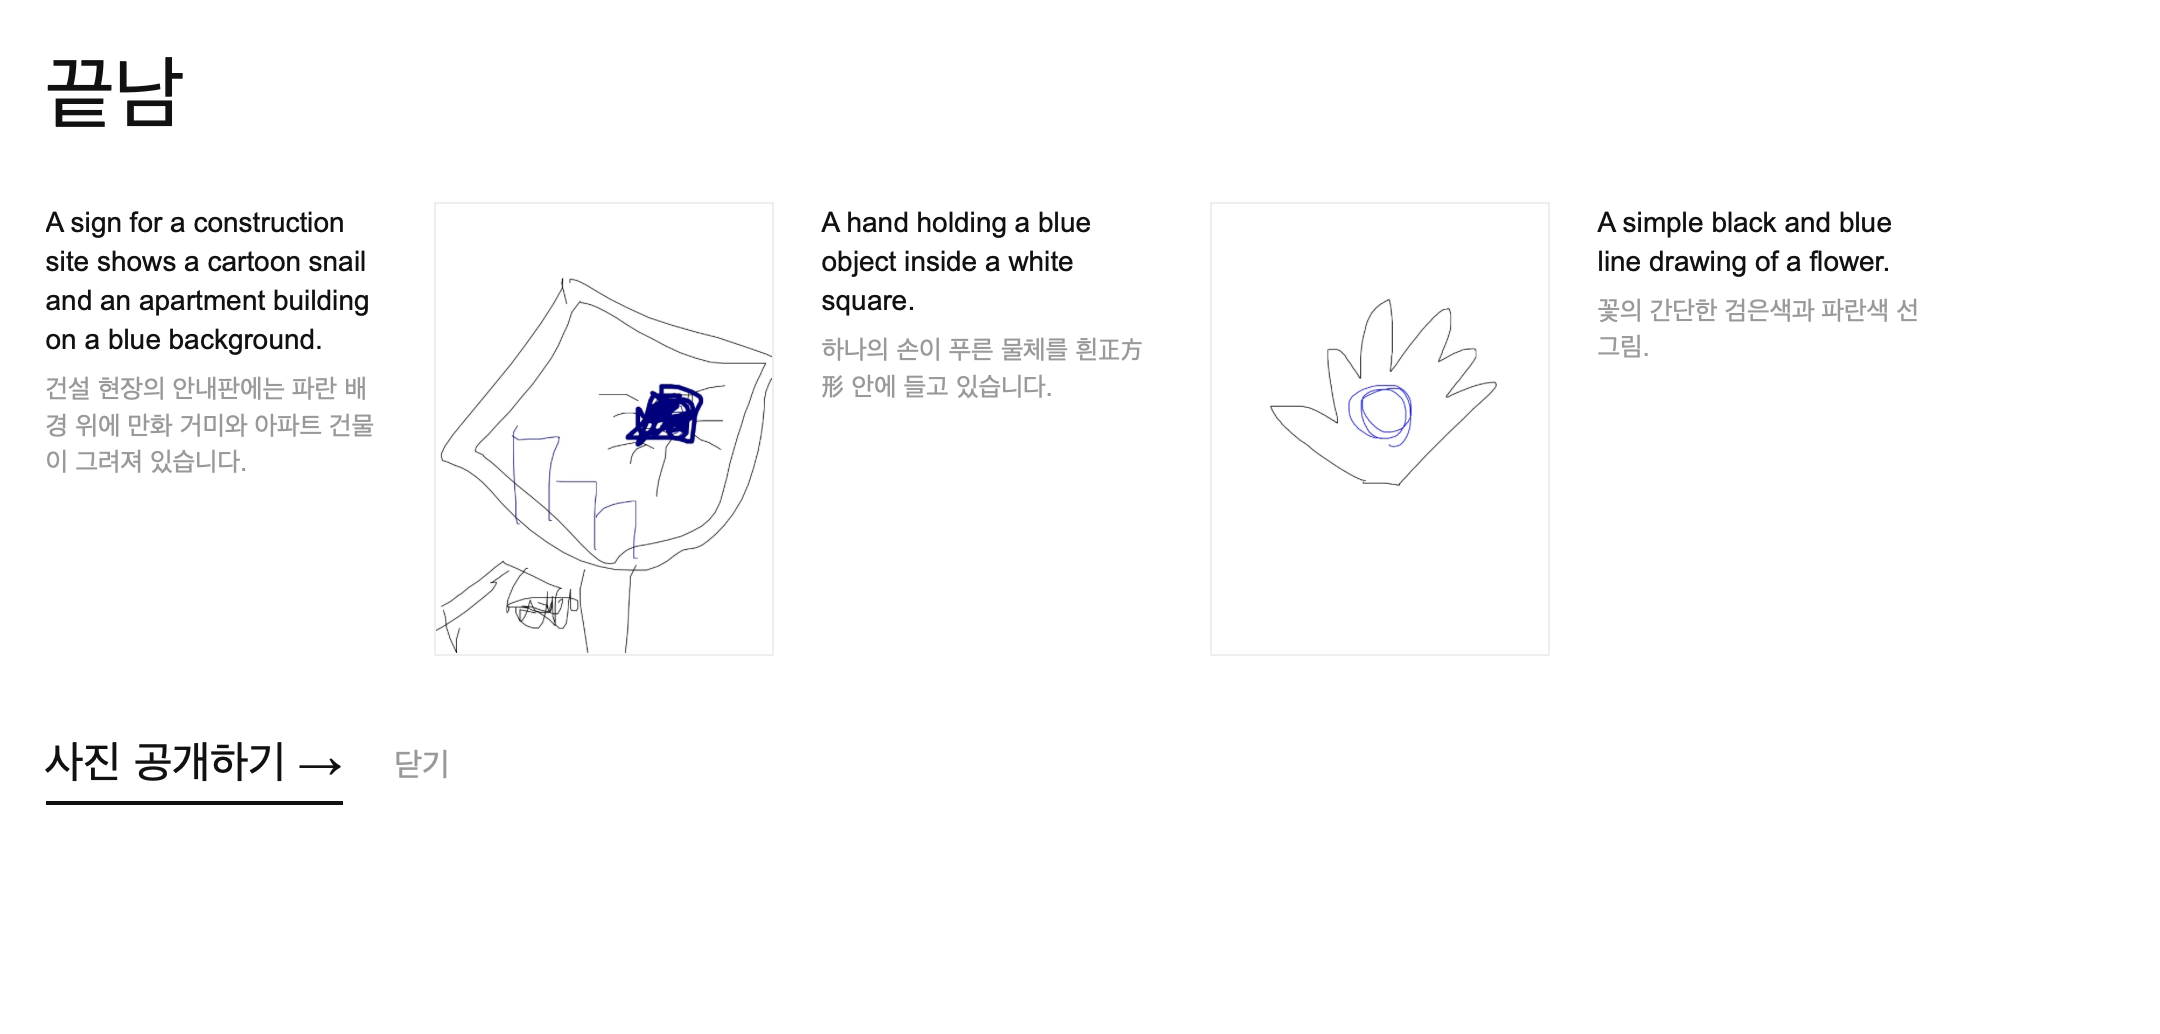 끝남
A sign for a construction
site shows a cartoon snail
and an apartment building
on a blue background.
건설 현장의 안내판에는 파란 배
경 위에 만화 거미와 아파트 건물
이 그려져 있습니다.
A hand holding a blue
object inside a white
square.
하나의 손이 푸른 물체를 흰正方
形 안에 들고 있습니다.
A simple black and blue
line drawing of a flower.
꽃의 간단한 검은색과 파란색 선
그림.
사진 공개하기 →
닫기